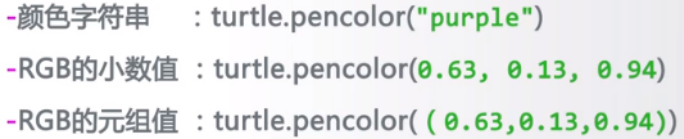 -颜色字符串 :turtle.pencolor("purple")
-RGB的小数值 :turtle.pencolor(0.63, 0.13, 0.94)
-RGB的元组值 :turtle.pencolor( ( 0.63,0.13,0.94))